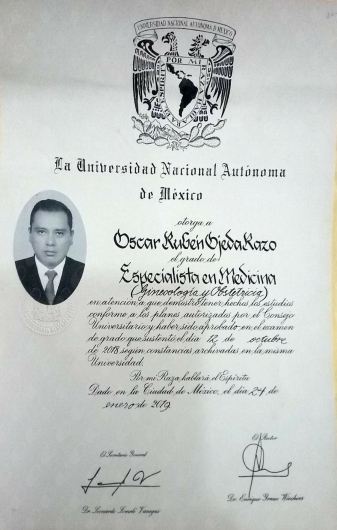 UNIVERSIDAD NACIONAL AUTÓNOMA DE MÉXICO
POR MI RAZA HABLARÁ EL ESPÍRITU
La Universidad Nacional Autónoma
de México
otorga a
Oscar Rubén Ojeda Razo
el grado de
Especialista en Medicina
(Ginecología y Obstetricia)
en atención a que demostró tener hechos los estudios
conforme a los planes autorizados por el Consejo
Universitario y haber sido aprobado en el examen
de grado que sustentó el día 12 de octubre
de 2018 según constancias archivadas en la misma
Universidad.
Por mi Raza hablará el Espíritu
Dado en la Ciudad de México, el día 24 de
enero de 2019
El Secretario General
El Rector
Dr. Leonardo Lomelí Vanegas
Dr. Enrique Graue Wiechers